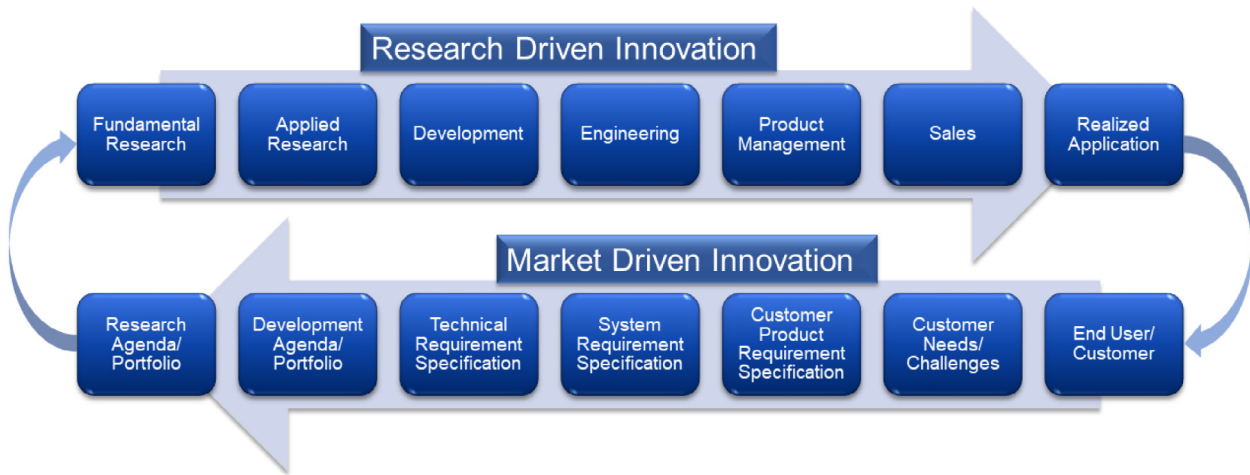 Research Driven Innovation
Fundamental
Research
Applied
Research
Development
Engineering
Product
Management
Sales
Realized
Application
Market Driven Innovation
Research
Agenda/
Portfolio
Development
Agenda/
Portfolio
Technical
Requirement
Specification
System
Requirement
Specification
Customer
Product
Requirement
Specification
Customer
Needs/
Challenges
End User/
Customer